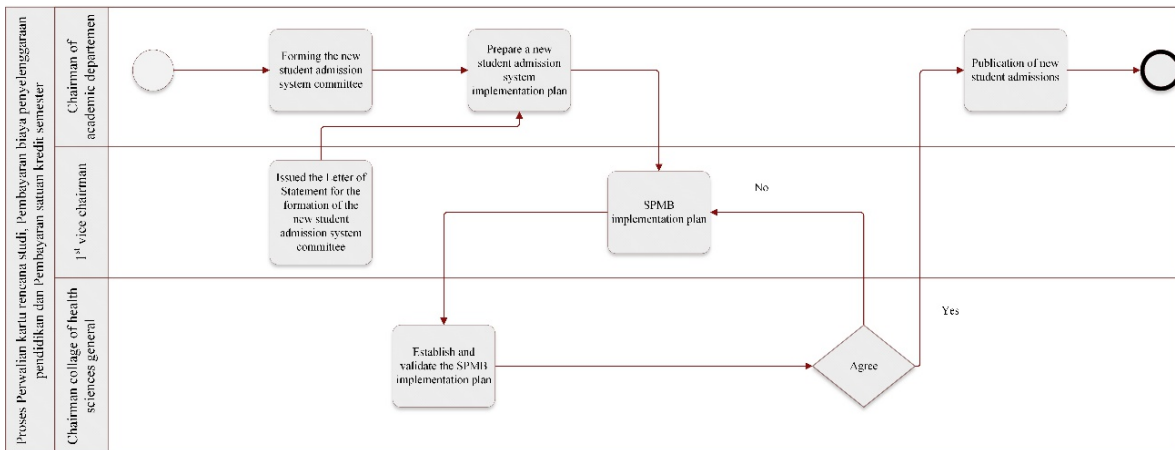 Proses Perwalian kartu rencana studi, Pembayaran biaya penyelenggaraan
pendidikan dan Pembayaran satuan kredit semester
Chairman of
academic departemen
Forming the new
student admission
system committee
Prepare a new
student admission
system
implementation plan
Publication of new
student admissions
1st vice chairman
Issued the Letter of
Statement for the
formation of the
new student
admission system
committee
SPMB
implementation plan
No
Chairman collage of health
sciences general
Establish and
validate the SPMB
implementation plan
Agree
Yes